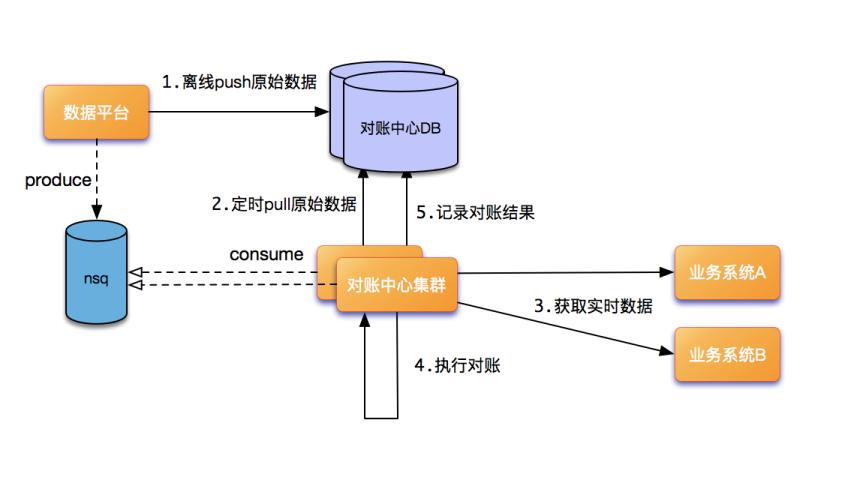 1.离线push原始数据
数据平台
对账中心DB
produce
2.定时pull原始数据
5.记录对账结果
consume
nsq
对账中心集群
业务系统A
3.获取实时数据
业务系统B
4.执行对账